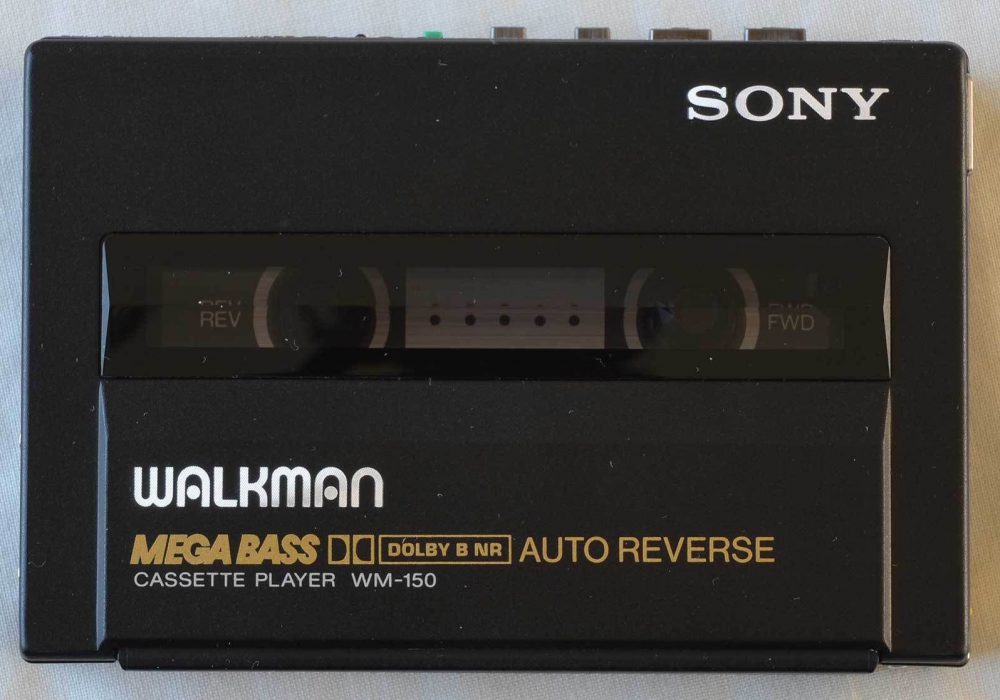 SONY
REV FWD
WALKMAN
MEGA BASS DOLBY B NR AUTO REVERSE
CASSETTE PLAYER WM-150